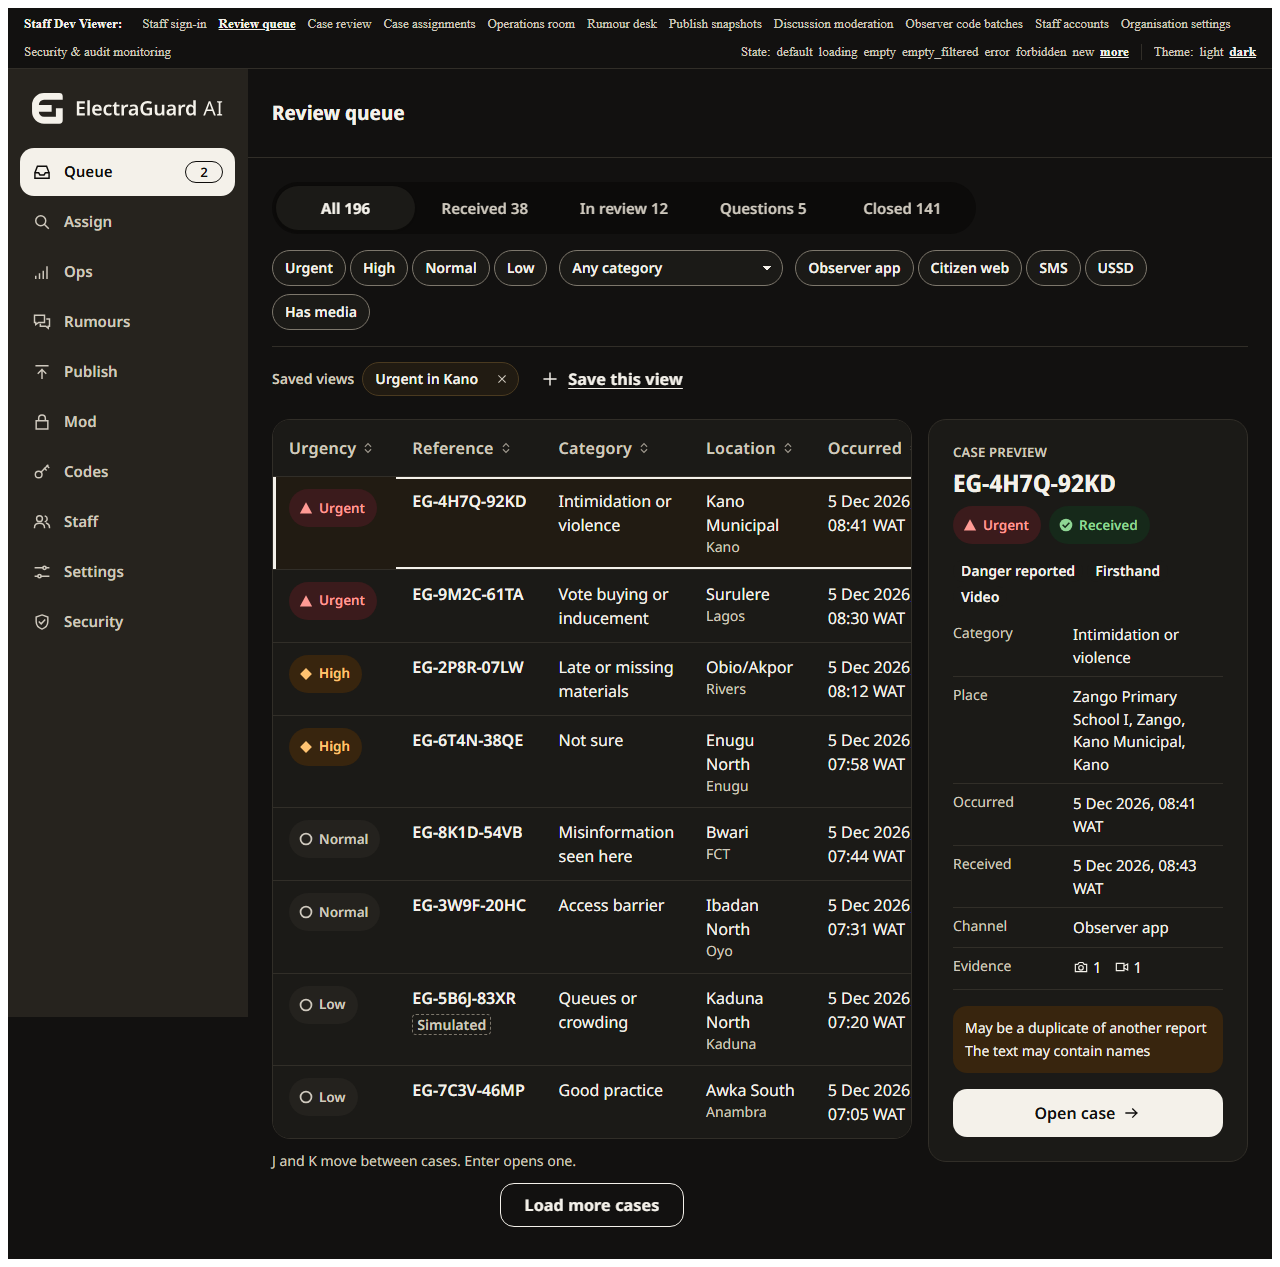 Staff Dev Viewer: Staff sign-in Review queue Case review Case assignments Operations room Rumour desk Publish snapshots Discussion moderation Observer code batches Staff accounts Organisation settings
Security & audit monitoring State: default loading empty empty_filtered error forbidden new more Theme: light dark
ElectraGuard AI
Queue 2
Assign
Ops
Rumours
Publish
Mod
Codes
Staff
Settings
Security
Review queue
All 196 Received 38 In review 12 Questions 5 Closed 141
Urgent High Normal Low Any category Observer app Citizen web SMS USSD
Has media
Saved views Urgent in Kano × + Save this view
Urgency Reference Category Location Occurred
Urgent EG-4H7Q-92KD Intimidation or Kano 5 Dec 2026
violence Municipal 08:41 WAT
Kano
Urgent EG-9M2C-61TA Vote buying or Surulere 5 Dec 2026
inducement Lagos 08:30 WAT
High EG-2P8R-07LW Late or missing Obio/Akpor 5 Dec 2026
materials Rivers 08:12 WAT
High EG-6T4N-38QE Not sure Enugu 5 Dec 2026
North 07:58 WAT
Enugu
Normal EG-8K1D-54VB Misinformation Bwari 5 Dec 2026
seen here FCT 07:44 WAT
Normal EG-3W9F-20HC Access barrier Ibadan 5 Dec 2026
North 07:31 WAT
Oyo
Low EG-5B6J-83XR Queues or Kaduna 5 Dec 2026
Simulated crowding North 07:20 WAT
Kaduna
Low EG-7C3V-46MP Good practice Awka South 5 Dec 2026
Anambra 07:05 WAT
J and K move between cases. Enter opens one.
Load more cases
CASE PREVIEW
EG-4H7Q-92KD
Urgent Received
Danger reported Firsthand
Video
Category Intimidation or
violence
Place Zango Primary
School I, Zango,
Kano Municipal,
Kano
Occurred 5 Dec 2026, 08:41
WAT
Received 5 Dec 2026, 08:43
WAT
Channel Observer app
Evidence 1 1
May be a duplicate of another report
The text may contain names
Open case →